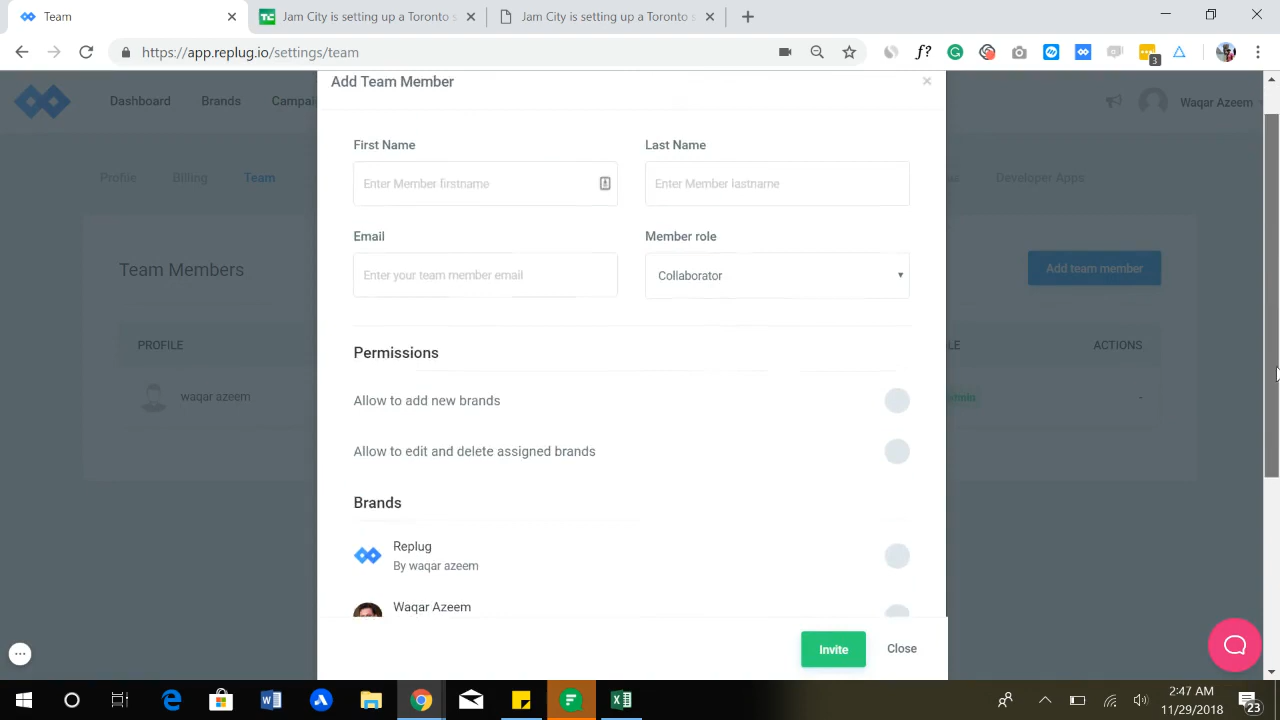 Team
Jam City is setting up a Toronto s
Jam City is setting up a Toronto s
https://app.replug.io/settings/team
f?
3
Add Team Member
Dashboard
Brands
Campai
Waqar Azeem
First Name
Last Name
Profile
Billing
Team
Developer Apps
Enter Member firstname
Enter Member lastname
Email
Member role
Team Members
Add team member
Enter your team member email
Collaborator
PROFILE
LE
ACTIONS
Permissions
waqar azeem
-
Allow to add new brands
Allow to edit and delete assigned brands
Brands
Replug
By waqar azeem
Waqar Azeem
Invite
Close
2:47 AM
11/29/2018
23